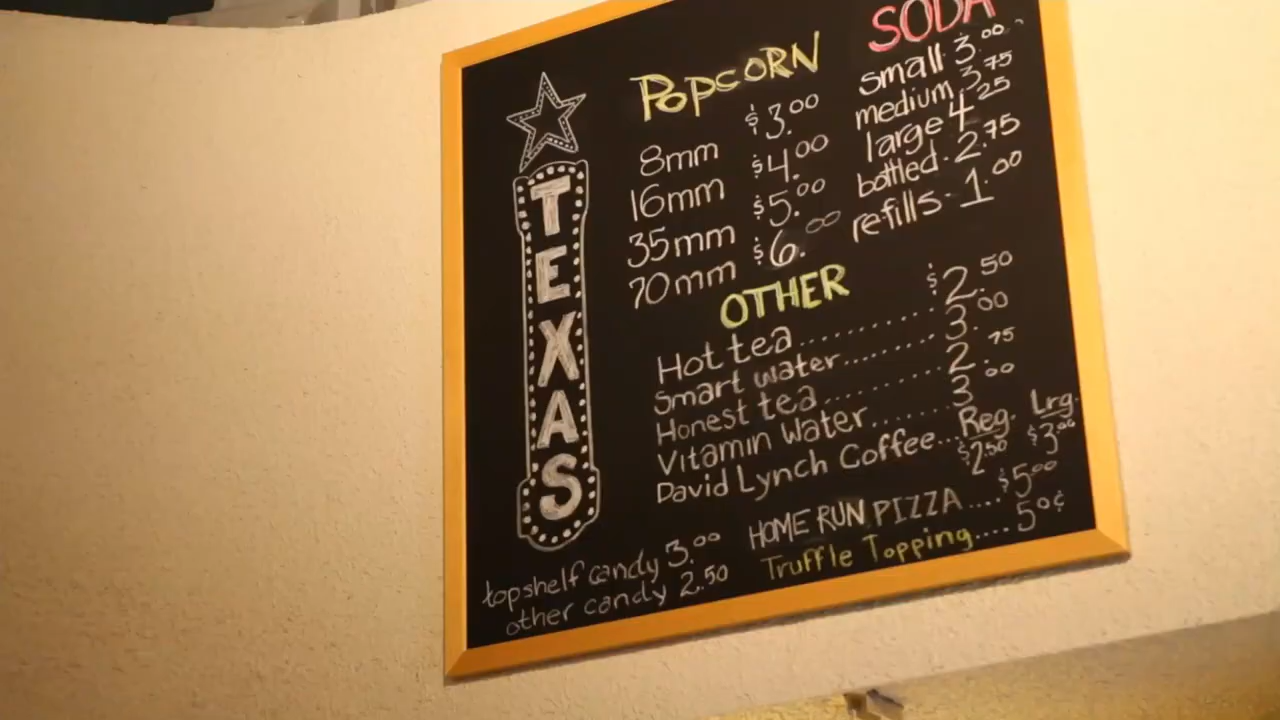 TEXAS
POPCORN
8mm $3.00
16mm $4.00
35mm $5.00
70mm $6.00
SODA
small 3.00
medium 3.75
large 4.25
bottled. 2.75
refills. 1.00
OTHER
Hot tea.......... $2.50
Smart water........ 3.00
Honest tea.......... 2.75
Vitamin Water....... 3.00
Reg. Lrg.
David Lynch Coffee... $2.50 $3.00
HOME RUN PIZZA .... $5.00
Truffle Topping.... 50¢
topshelf candy 3.00
other candy 2.50